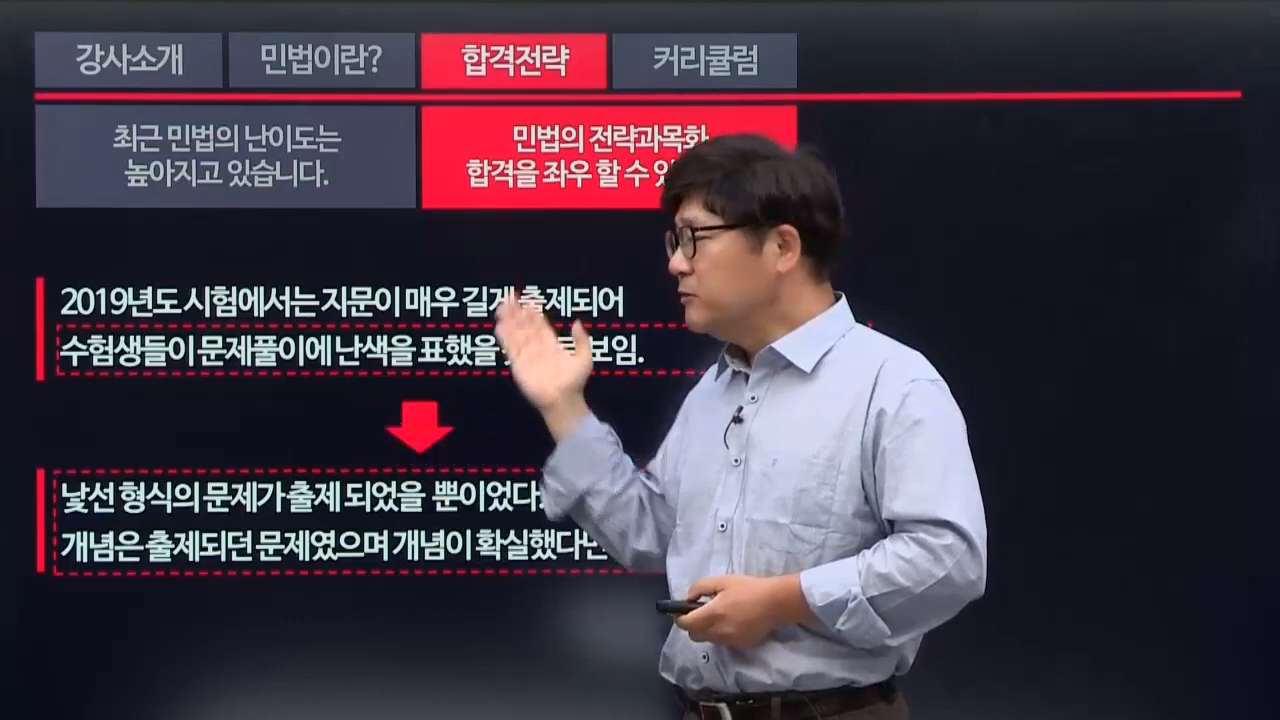 강사소개
민법이란?
합격전략
커리큘럼
최근 민법의 난이도는
높아지고 있습니다.
민법의 전략과목화
합격을 좌우 할 수
2019년도 시험에서는 지문이 매우 길게 출제되어
수험생들이 문제풀이에 난색을 표했을 보임.
낯선 형식의 문제가 출제 되었을 뿐이었다
개념은 출제되던 문제였으며 개념이 확실했다면